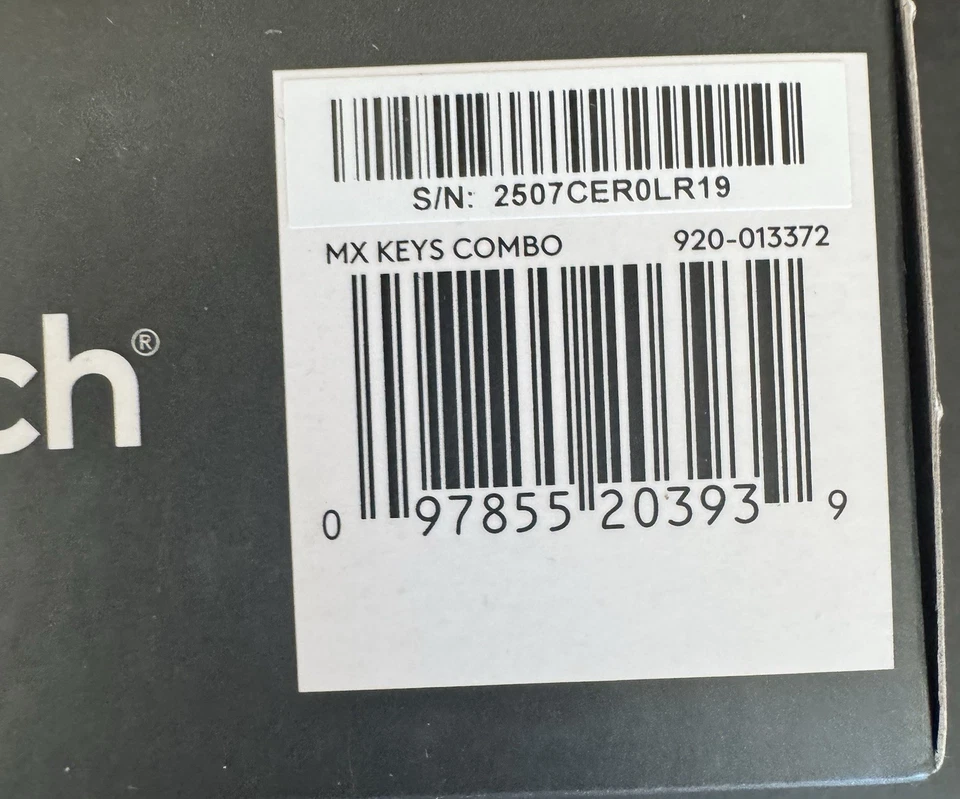 S/N: 2507CER0LR19
MX KEYS COMBO 920-013372
ch®
0 97855 20393 9